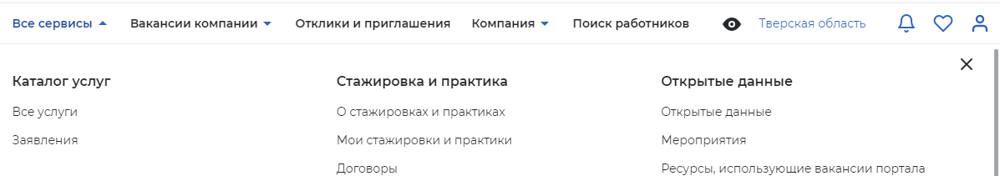 Все сервисы Вакансии компании Отклики и приглашения Компания Поиск работников Тверская область
Каталог услуг Стажировка и практика Открытые данные
Все услуги О стажировках и практиках Открытые данные
Заявления Мои стажировки и практики Мероприятия
Договоры Ресурсы, использующие вакансии портала